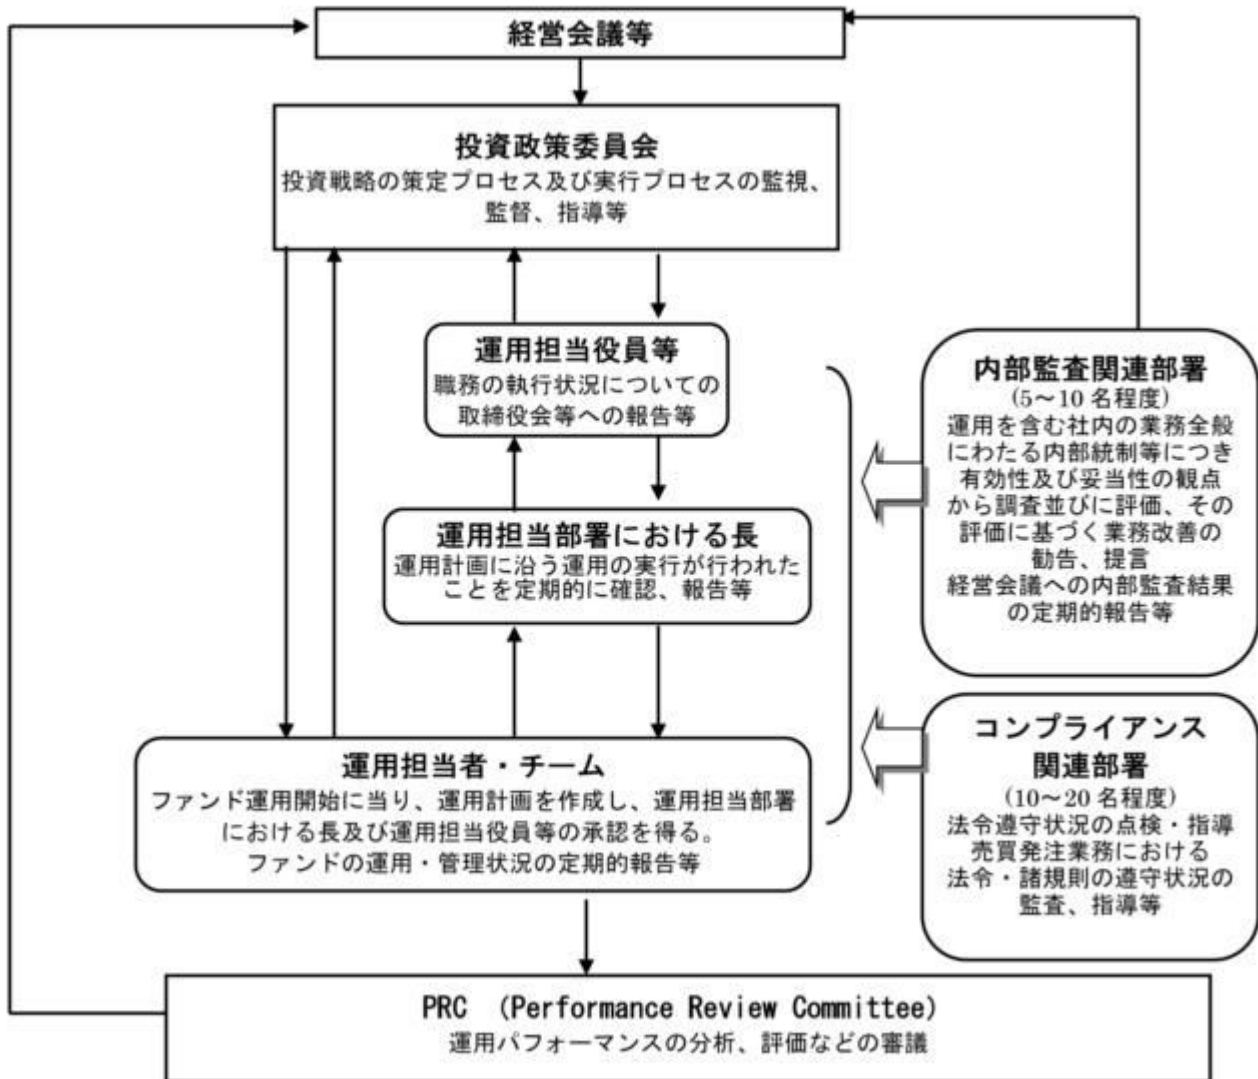 経営会議等
投資政策委員会
投資戦略の策定プロセス及び実行プロセスの監視、
監督、指導等
運用担当役員等
職務の執行状況についての
取締役会等への報告等
運用担当部署における長
運用計画に沿う運用の実行が行われた
ことを定期的に確認、報告等
運用担当者・チーム
ファンド運用開始に当り、運用計画を作成し、運用担当部署
における長及び運用担当役員等の承認を得る。
ファンドの運用・管理状況の定期的報告等
内部監査関連部署
(5～10 名程度)
運用を含む社内の業務全般
にわたる内部統制等につき
有効性及び妥当性の観点
から調査並びに評価、その
評価に基づく業務改善の
勧告、提言
経営会議への内部監査結果
の定期的報告等
コンプライアンス
関連部署
(10～20 名程度)
法令遵守状況の点検・指導
売買発注業務における
法令・諸規則の遵守状況の
監査、指導等
PRC (Performance Review Committee)
運用パフォーマンスの分析、評価などの審議